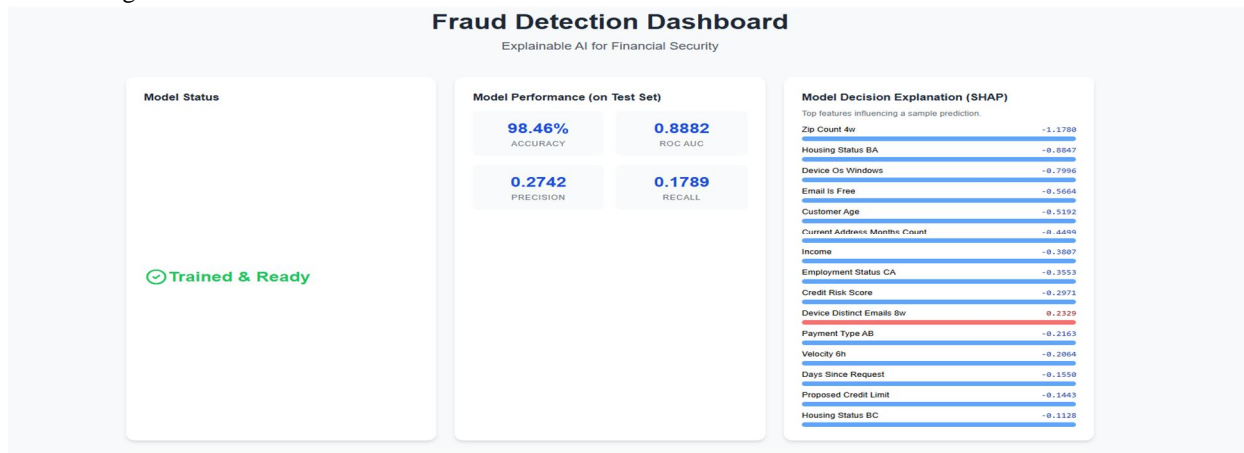 Fraud Detection Dashboard
Explainable AI for Financial Security
Model Status
Trained & Ready
Model Performance (on Test Set)
98.46% 0.8882
ACCURACY ROC AUC
0.2742 0.1789
PRECISION RECALL
Model Decision Explanation (SHAP)
Top features influencing a sample prediction.
Zip Count 4w -1.1780
Housing Status BA -0.8847
Device Os Windows -0.7996
Email Is Free -0.5664
Customer Age -0.5192
Current Address Months Count -0.4499
Income -0.3807
Employment Status CA -0.3553
Credit Risk Score -0.2971
Device Distinct Emails 8w 0.2329
Payment Type AB -0.2163
Velocity 6h -0.2064
Days Since Request -0.1550
Proposed Credit Limit -0.1443
Housing Status BC -0.1128